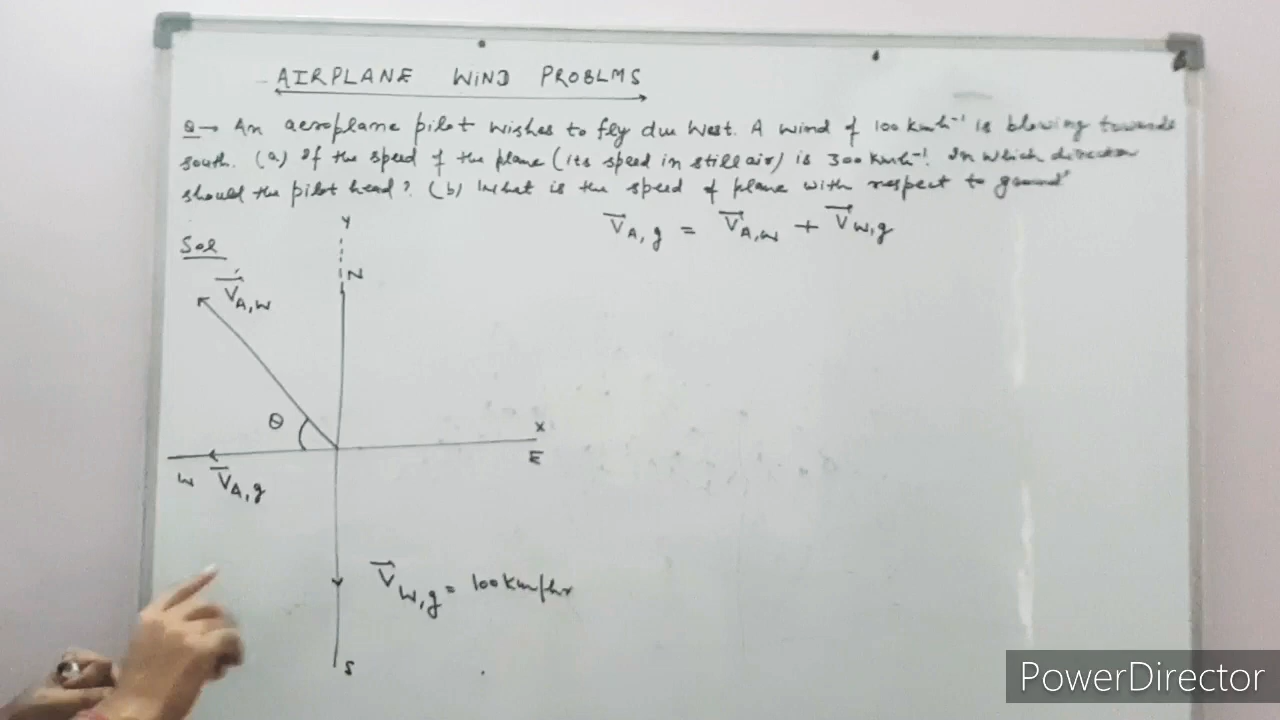 AIRPLANE WIND PROBLMS
Q→ An aeroplane pilot wishes to fly due West. A wind of 100 kmh⁻¹ is blowing towards
south. (a) If the speed of the plane (its speed in still air) is 300 kmh⁻¹. In which direction
should the pilot head? (b) What is the speed of plane with respect to ground
V⃗A,g = V⃗A,w + V⃗w,g
Sol
Y
N
V⃗A,w
θ
X
E
W
V⃗A,g
V⃗w,g = 100 km/hr
S
PowerDirector